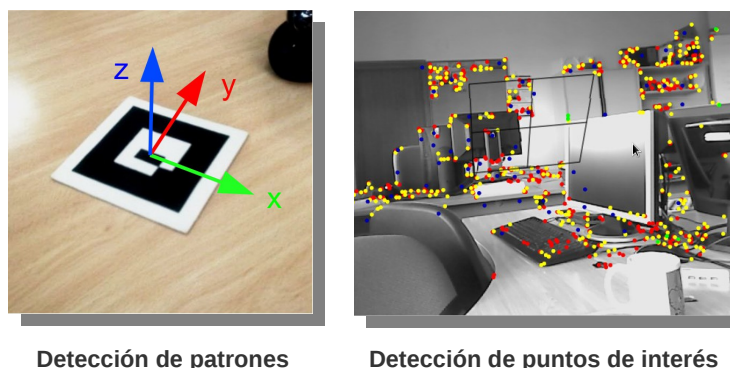 z
y
x
Detección de patrones
Detección de puntos de interés